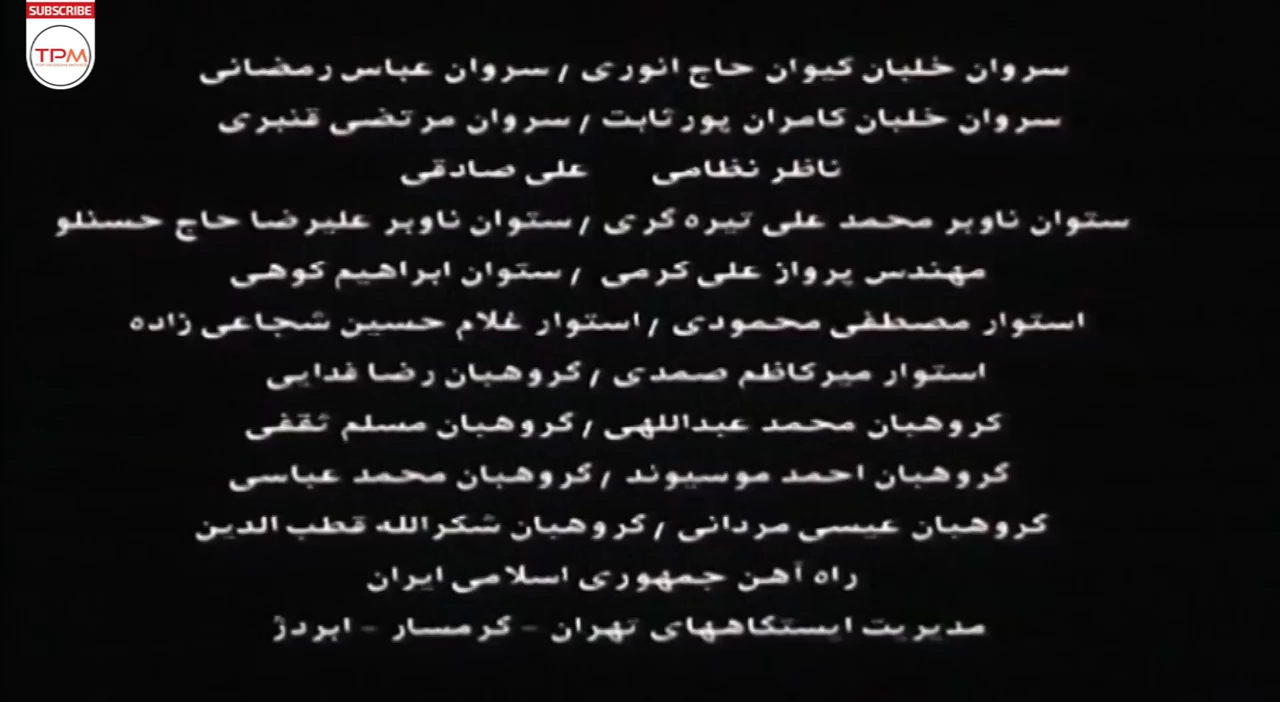 SUBSCRIBE
TPM
سروان خلبان کیوان حاج انوری / سروان عباس رمضانی
سروان خلبان کامران پور ثابت / سروان مرتضی قنبری
ناظر نظامی علی صادقی
ستوان ناوبر محمد علی تیره گری / ستوان ناوبر علیرضا حاج حسنلو
مهندس پرواز علی کرمی / ستوان ابراهیم کوهی
استوار مصطفی محمودی / استوار غلام حسین شجاعی زاده
استوار میرکاظم صمدی / گروهبان رضا فدایی
گروهبان محمد عبداللهی / گروهبان مسلم ثقفی
گروهبان احمد موسیوند / گروهبان محمد عباسی
گروهبان عیسی مردانی / گروهبان شکرالله قطب الدین
راه آهن جمهوری اسلامی ایران
مدیریت ایستگاههای تهران - گرمسار - ابردژ